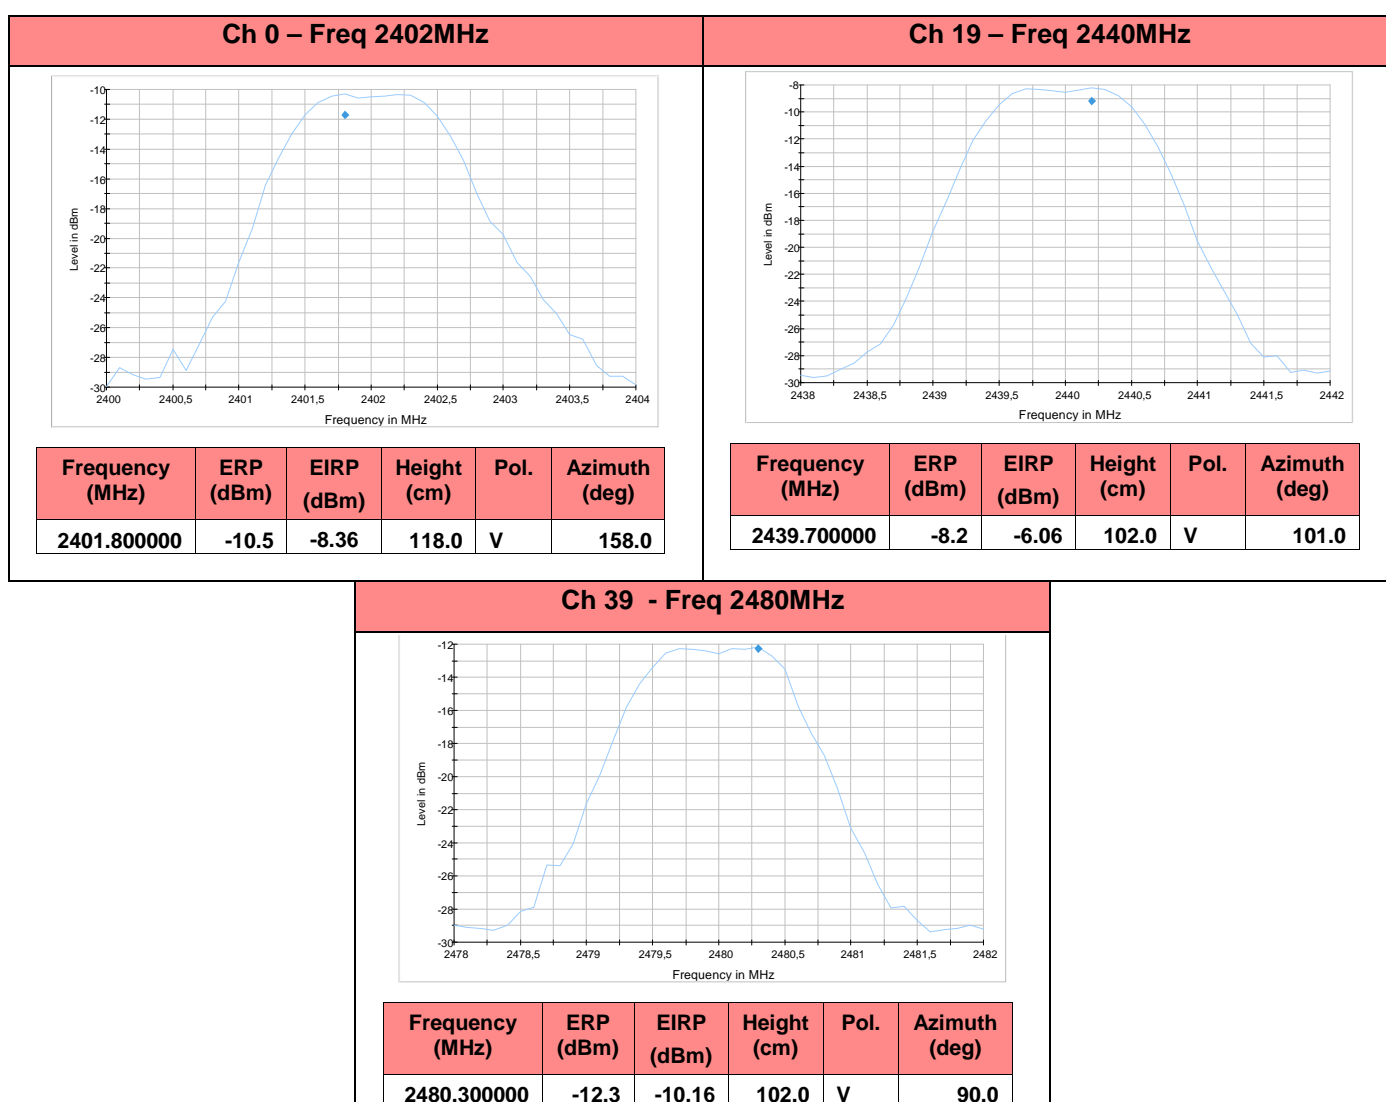 Ch 0 – Freq 2402MHz
-10
-12
-14
-16
-18
-20
-22
-24
-26
-28
-30
Level in dBm
2400
2400,5
2401
2401,5
2402
2402,5
2403
2403,5
2404
Frequency in MHz
Frequency (MHz)
ERP (dBm)
EIRP (dBm)
Height (cm)
Pol.
Azimuth (deg)
2401.800000 -10.5 -8.36 118.0 V 158.0
Ch 19 – Freq 2440MHz
-8
-10
-12
-14
-16
-18
-20
-22
-24
-26
-28
-30
Level in dBm
2438
2438,5
2439
2439,5
2440
2440,5
2441
2441,5
2442
Frequency in MHz
Frequency (MHz)
ERP (dBm)
EIRP (dBm)
Height (cm)
Pol.
Azimuth (deg)
2439.700000 -8.2 -6.06 102.0 V 101.0
Ch 39 - Freq 2480MHz
-12
-14
-16
-18
-20
-22
-24
-26
-28
-30
Level in dBm
2478
2478,5
2479
2479,5
2480
2480,5
2481
2481,5
2482
Frequency in MHz
Frequency (MHz)
ERP (dBm)
EIRP (dBm)
Height (cm)
Pol.
Azimuth (deg)
2480.300000 -12.3 -10.16 102.0 V 90.0